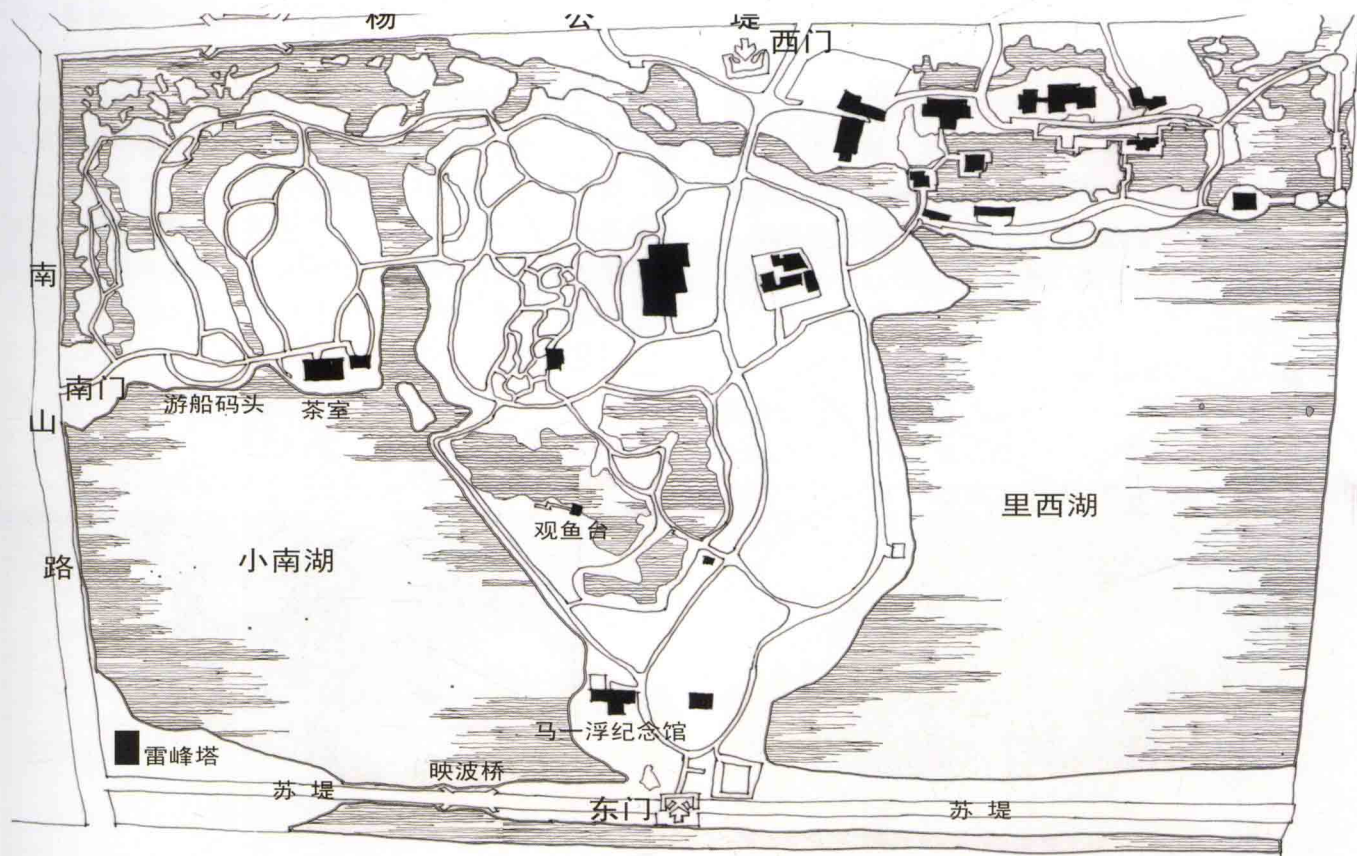 杨公堤
西门
南山路
南门
游船码头
茶室
观鱼台
里西湖
小南湖
马一浮纪念馆
雷峰塔
映波桥
苏堤
东门
苏堤